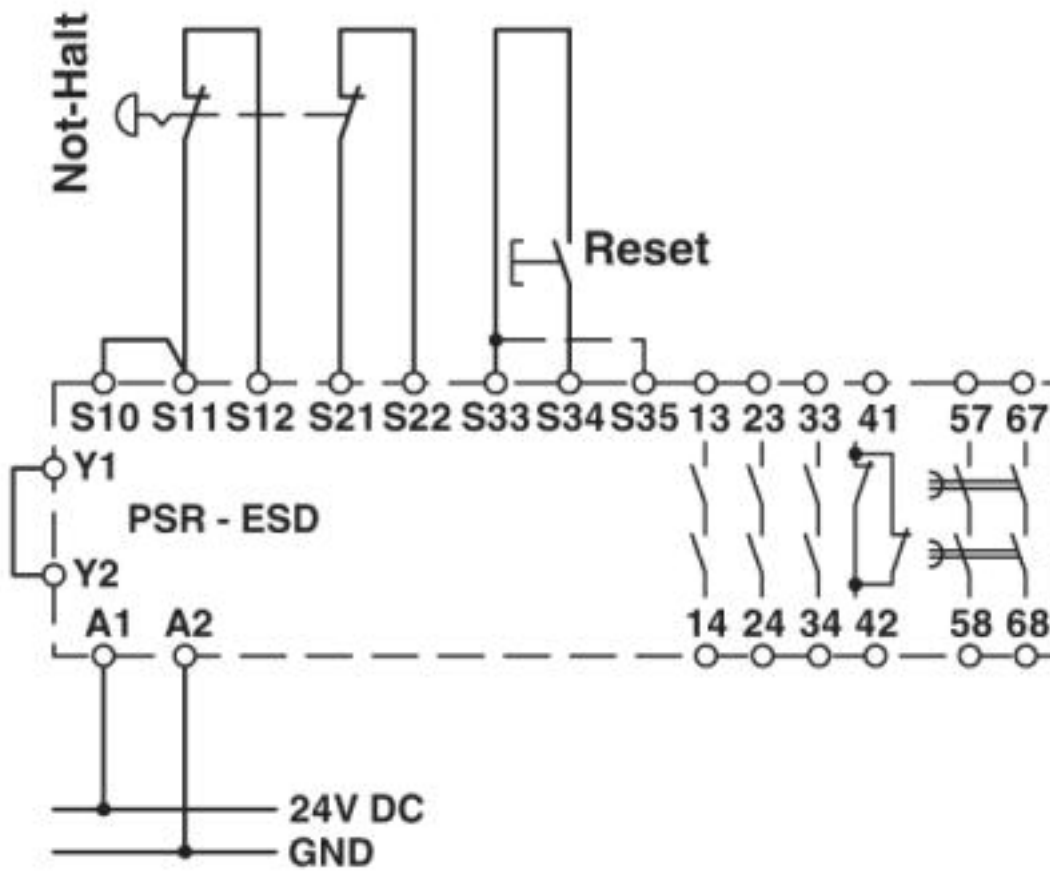 Not-Halt
Reset
S10 S11 S12 S21 S22 S33 S34 S35 13 23 33 41 57 67
Y1
PSR - ESD
Y2
A1 A2 14 24 34 42 58 68
24V DC
GND